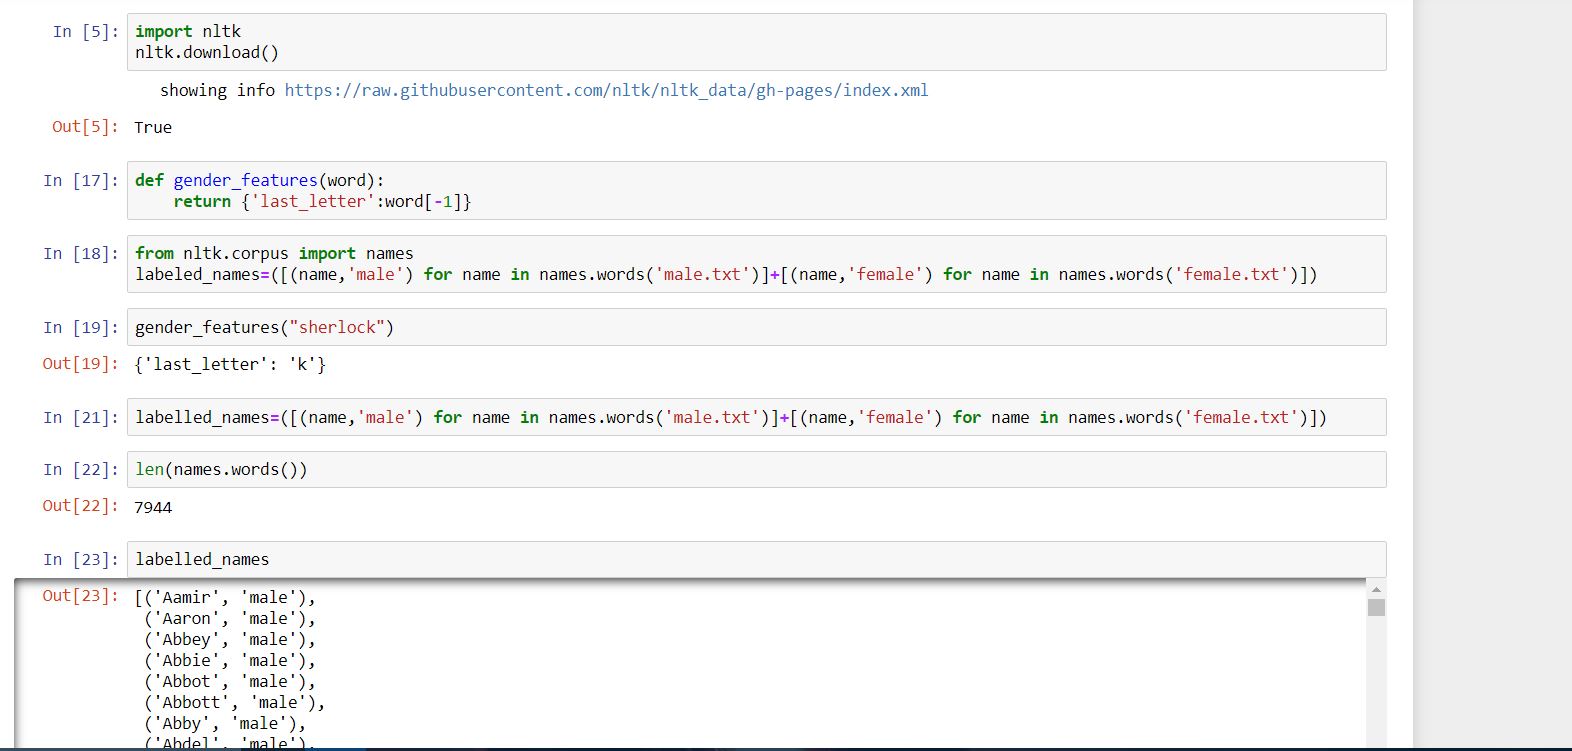 In [5]: import nltk
nltk.download()
showing info https://raw.githubusercontent.com/nltk/nltk_data/gh-pages/index.xml
Out[5]: True
In [17]: def gender_features(word):
    return {'last_letter':word[-1]}
In [18]: from nltk.corpus import names
labeled_names=([(name,'male') for name in names.words('male.txt')]+[(name,'female') for name in names.words('female.txt')])
In [19]: gender_features("sherlock")
Out[19]: {'last_letter': 'k'}
In [21]: labelled_names=([(name,'male') for name in names.words('male.txt')]+[(name,'female') for name in names.words('female.txt')])
In [22]: len(names.words())
Out[22]: 7944
In [23]: labelled_names
Out[23]: [('Aamir', 'male'),
('Aaron', 'male'),
('Abbey', 'male'),
('Abbie', 'male'),
('Abbot', 'male'),
('Abbott', 'male'),
('Abby', 'male'),
('Abdel', 'male'),